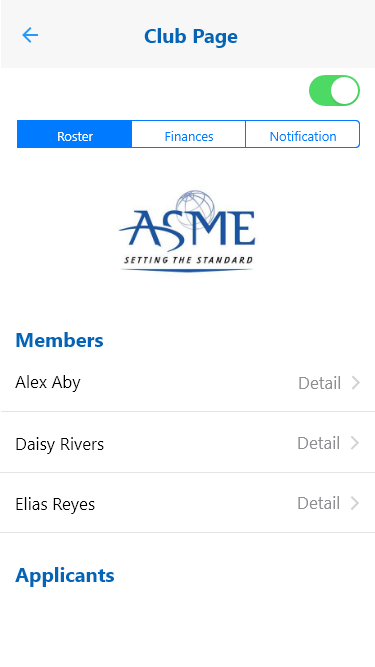 Club Page
Roster Finances Notification
ASME
SETTING THE STANDARD
Members
Alex Aby Detail
Daisy Rivers Detail
Elias Reyes Detail
Applicants